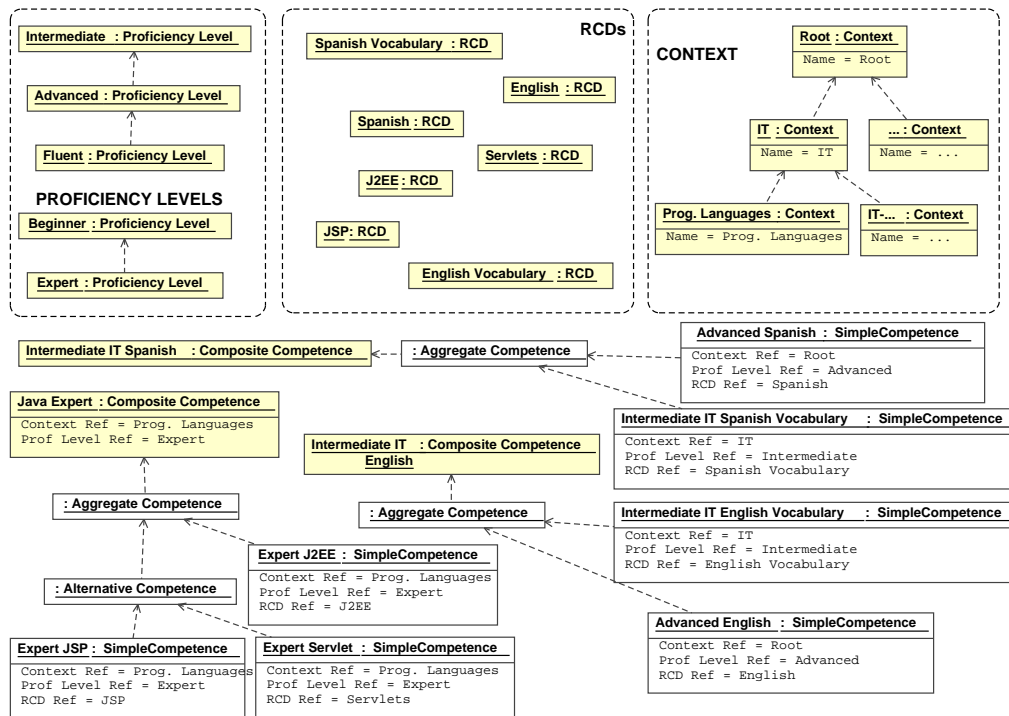 Intermediate : Proficiency Level
Advanced : Proficiency Level
Fluent : Proficiency Level
PROFICIENCY LEVELS
Beginner : Proficiency Level
Expert : Proficiency Level
RCDs
Spanish Vocabulary : RCD
English : RCD
Spanish : RCD
Servlets : RCD
J2EE : RCD
JSP: RCD
English Vocabulary : RCD
CONTEXT
Root : Context
Name = Root
IT : Context
Name = IT
... : Context
Name = ...
Prog. Languages : Context
Name = Prog. Languages
IT-... : Context
Name = ...
Intermediate IT Spanish : Composite Competence
: Aggregate Competence
Advanced Spanish : SimpleCompetence
Context Ref = Root
Prof Level Ref = Advanced
RCD Ref = Spanish
Intermediate IT Spanish Vocabulary : SimpleCompetence
Context Ref = IT
Prof Level Ref = Intermediate
RCD Ref = Spanish Vocabulary
Java Expert : Composite Competence
Context Ref = Prog. Languages
Prof Level Ref = Expert
: Aggregate Competence
Expert J2EE : SimpleCompetence
Context Ref = Prog. Languages
Prof Level Ref = Expert
RCD Ref = J2EE
: Alternative Competence
Expert JSP : SimpleCompetence
Context Ref = Prog. Languages
Prof Level Ref = Expert
RCD Ref = JSP
Expert Servlet : SimpleCompetence
Context Ref = Prog. Languages
Prof Level Ref = Expert
RCD Ref = Servlets
Intermediate IT : Composite Competence
English
: Aggregate Competence
Intermediate IT English Vocabulary : SimpleCompetence
Context Ref = IT
Prof Level Ref = Intermediate
RCD Ref = English Vocabulary
Advanced English : SimpleCompetence
Context Ref = Root
Prof Level Ref = Advanced
RCD Ref = English